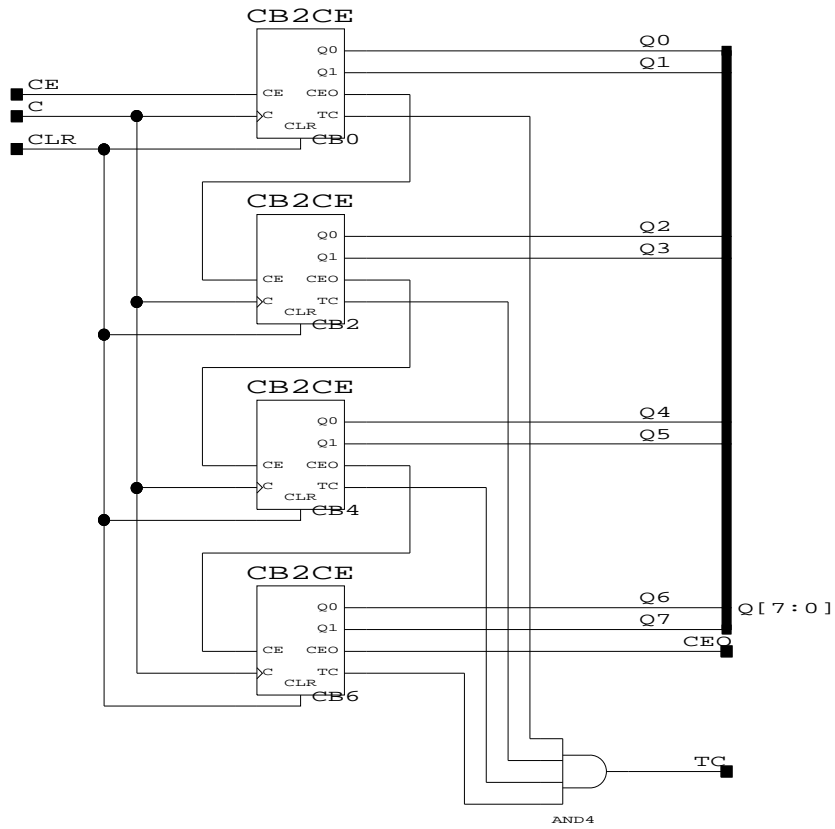 CB2CE
Q0 Q0
Q1 Q1
CE CE CEO
C C TC
CLR
CLR CB0
CB2CE
Q0 Q2
Q1 Q3
CE CEO
C TC
CLR
CB2
CB2CE
Q0 Q4
Q1 Q5
CE CEO
C TC
CLR
CB4
CB2CE
Q0 Q6 Q[7:0]
Q1 Q7
CE CEO CEO
C TC
CLR
CB6
TC
AND4